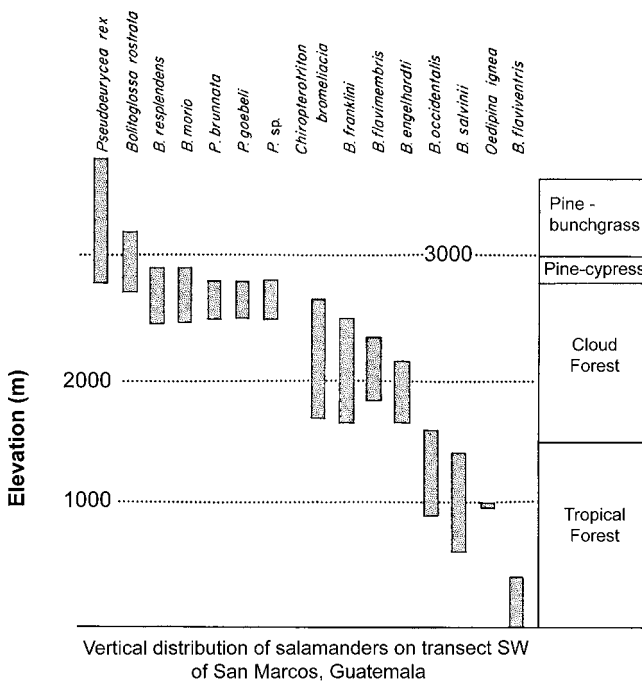 Pseudoeurycea rex
Bolitoglossa rostrata
B. resplendens
B. morio
P. brunnata
P. goebeli
P. sp.
Chiropterotriton
bromeliacia
B. franklini
B. flavimembris
B. engelhardti
B. occidentalis
B. salvinii
Oedipina ignea
B. flaviventris
Elevation (m)
3000
2000
1000
Pine -
bunchgrass
Pine-cypress
Cloud
Forest
Tropical
Forest
Vertical distribution of salamanders on transect SW
of San Marcos, Guatemala